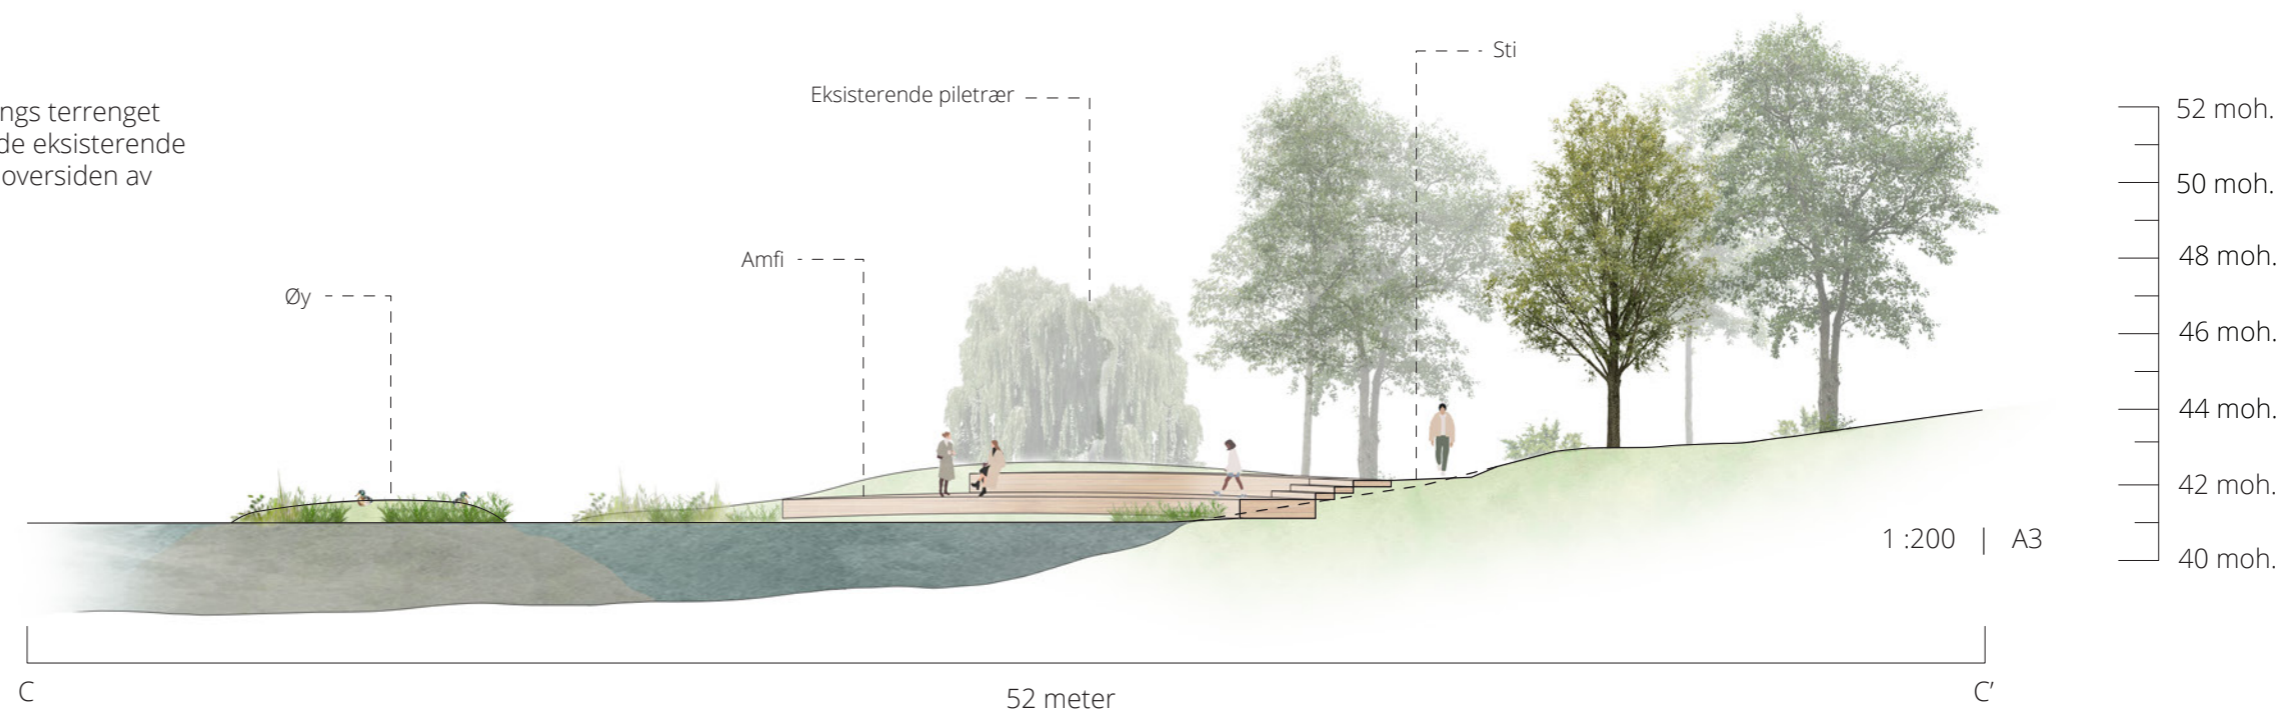 ngs terrenget
de eksisterende
oversiden av
Sti
Eksisterende piletrær
Amfi
Øy
52 moh.
50 moh.
48 moh.
46 moh.
44 moh.
42 moh.
40 moh.
1 :200 | A3
C
52 meter
C'